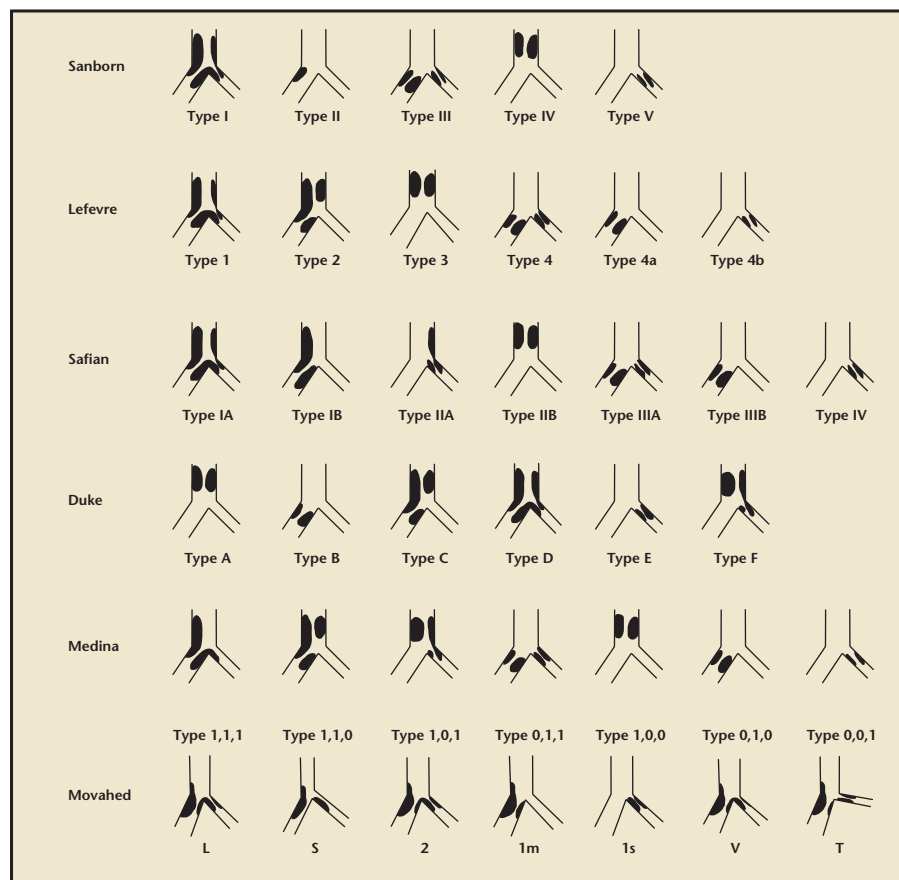 Sanborn
Type I Type II Type III Type IV Type V
Lefevre
Type 1 Type 2 Type 3 Type 4 Type 4a Type 4b
Safian
Type IA Type IB Type IIA Type IIB Type IIIA Type IIIB Type IV
Duke
Type A Type B Type C Type D Type E Type F
Medina
Type 1,1,1 Type 1,1,0 Type 1,0,1 Type 0,1,1 Type 1,0,0 Type 0,1,0 Type 0,0,1
Movahed
L S 2 1m 1s V T